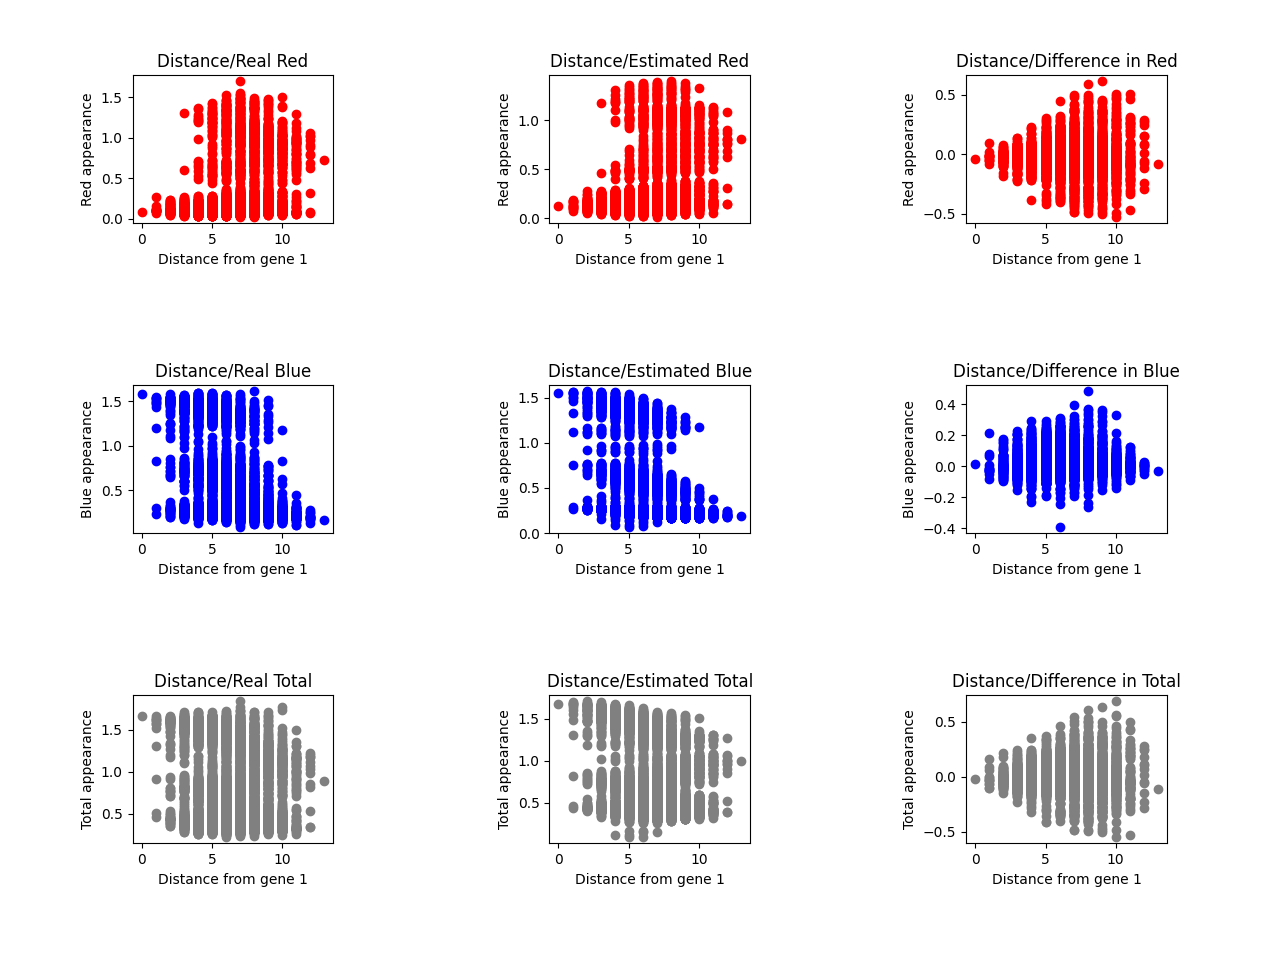 Distance/Real Red
Red appearance
1.5
1.0
0.5
0.0
0 5 10
Distance from gene 1
Distance/Estimated Red
Red appearance
1.0
0.5
0.0
0 5 10
Distance from gene 1
Distance/Difference in Red
Red appearance
0.5
0.0
−0.5
0 5 10
Distance from gene 1
Distance/Real Blue
Blue appearance
1.5
1.0
0.5
0 5 10
Distance from gene 1
Distance/Estimated Blue
Blue appearance
1.5
1.0
0.5
0.0
0 5 10
Distance from gene 1
Distance/Difference in Blue
Blue appearance
0.4
0.2
0.0
−0.2
−0.4
0 5 10
Distance from gene 1
Distance/Real Total
Total appearance
1.5
1.0
0.5
0 5 10
Distance from gene 1
Distance/Estimated Total
Total appearance
1.5
1.0
0.5
0 5 10
Distance from gene 1
Distance/Difference in Total
Total appearance
0.5
0.0
−0.5
0 5 10
Distance from gene 1